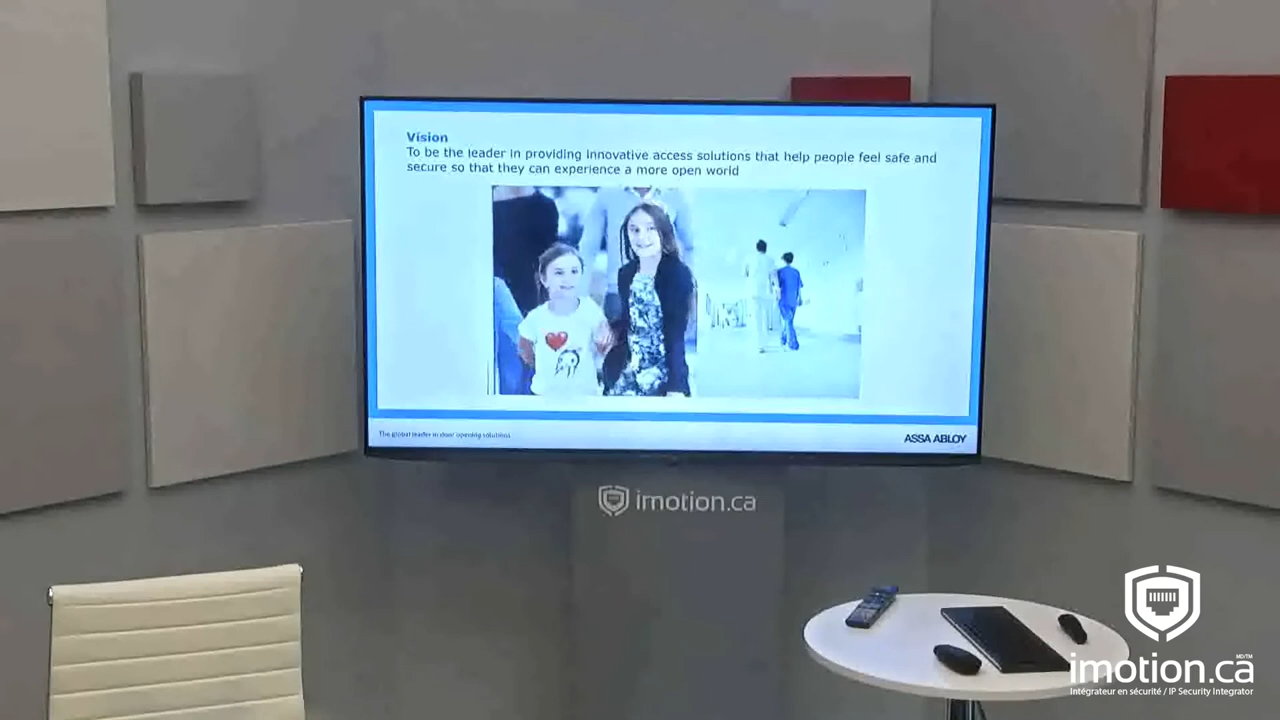 Vision
To be the leader in providing innovative access solutions that help people feel safe and
secure so that they can experience a more open world
The global leader in door opening solutions
ASSA ABLOY
imotion.ca
imotion.ca MD/TM
Intégrateur en sécurité / IP Security Integrator